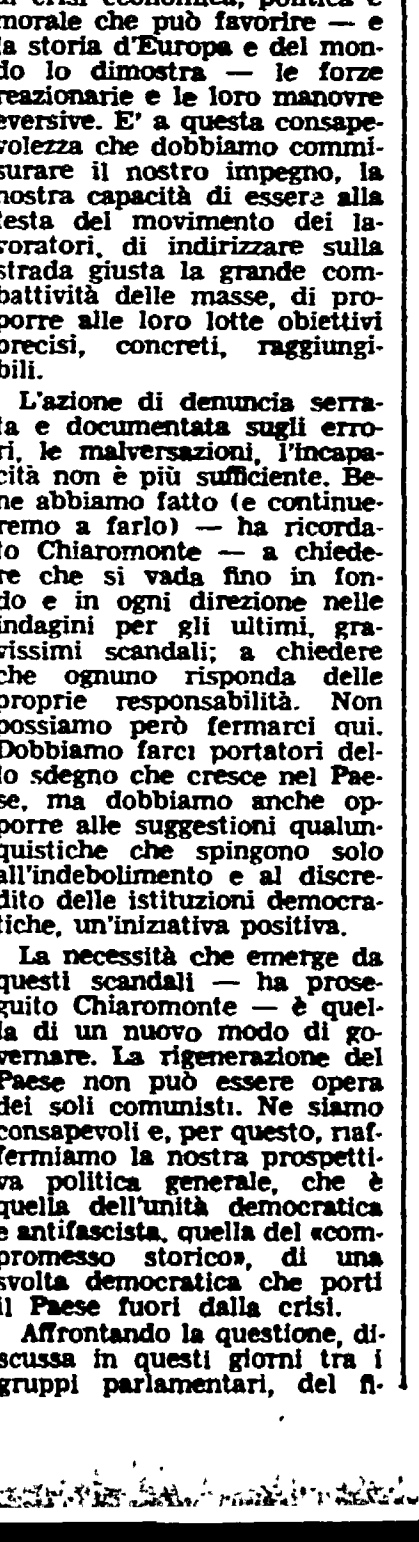 crisi economica, politica e
morale che può favorire — e
la storia d'Europa e del mon-
do lo dimostra — le forze
reazionarie e le loro manovre
eversive. E' a questa consape-
volezza che dobbiamo commi-
surare il nostro impegno, la
nostra capacità di essere alla
testa del movimento dei la-
voratori, di indirizzare sulla
strada giusta la grande com-
battività delle masse, di pro-
porre alle loro lotte obiettivi
precisi, concreti, raggiungi-
bili.
L'azione di denuncia serra-
ta e documentata sugli erro-
ri, le malversazioni, l'incapa-
cità non è più sufficiente. Be-
ne abbiamo fatto (e continue-
remo a farlo) — ha ricorda-
to Chiaromonte — a chiede-
re che si vada fino in fon-
do e in ogni direzione nelle
indagini per gli ultimi, gra-
vissimi scandali; a chiedere
che ognuno risponda delle
proprie responsabilità. Non
possiamo però fermarci qui.
Dobbiamo farci portatori del-
lo sdegno che cresce nel Pae-
se, ma dobbiamo anche op-
porre alle suggestioni qualun-
quistiche che spingono solo
all'indebolimento e al discre-
dito delle istituzioni democra-
tiche, un'iniziativa positiva.
La necessità che emerge da
questi scandali — ha prose-
guito Chiaromonte — è quel-
la di un nuovo modo di go-
vernare. La rigenerazione del
Paese non può essere opera
dei soli comunisti. Ne siamo
consapevoli e, per questo, riaf-
fermiamo la nostra prospetti-
va politica generale, che è
quella dell'unità democratica
e antifascista, quella del «com-
promesso storico», di una
svolta democratica che porti
il Paese fuori dalla crisi.
Affrontando la questione, di-
scussa in questi giorni tra i
gruppi parlamentari, del fi-